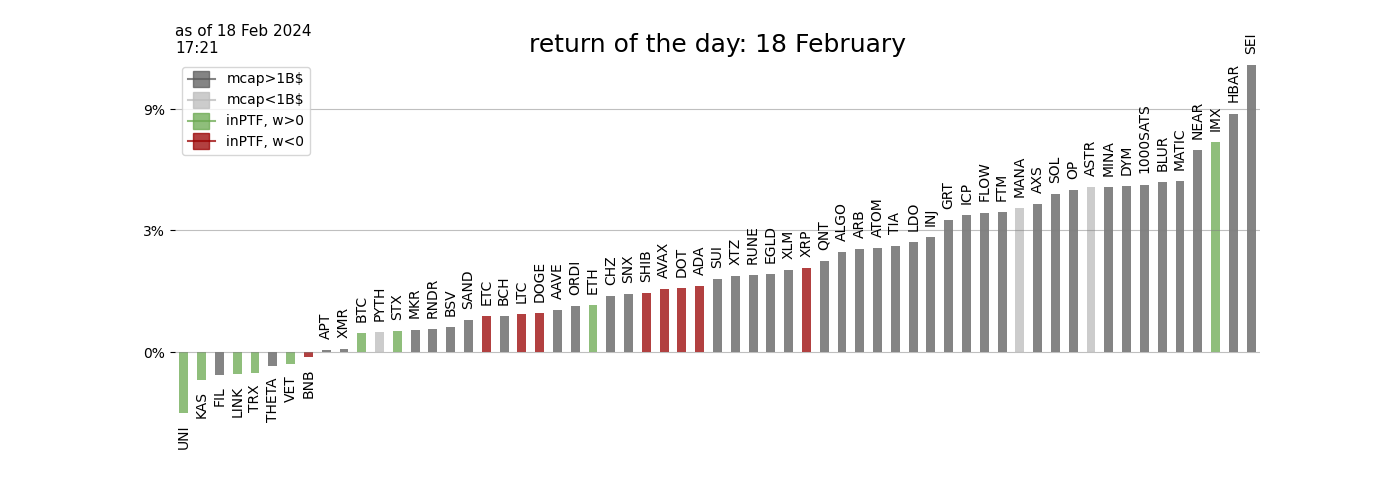 as of 18 Feb 2024
17:21
return of the day: 18 February
mcap>1B$
mcap<1B$
inPTF, w>0
inPTF, w<0
9%
3%
0%
UNI
KAS
FIL
LINK
TRX
THETA
VET
BNB
APT
XMR
BTC
PYTH
STX
MKR
RNDR
BSV
SAND
ETC
BCH
LTC
DOGE
AAVE
ORDI
ETH
CHZ
SNX
SHIB
AVAX
DOT
ADA
SUI
XTZ
RUNE
EGLD
XLM
XRP
QNT
ALGO
ARB
ATOM
TIA
LDO
INJ
GRT
ICP
FLOW
FTM
MANA
AXS
SOL
OP
ASTR
MINA
DYM
1000SATS
BLUR
MATIC
NEAR
IMX
HBAR
SEI